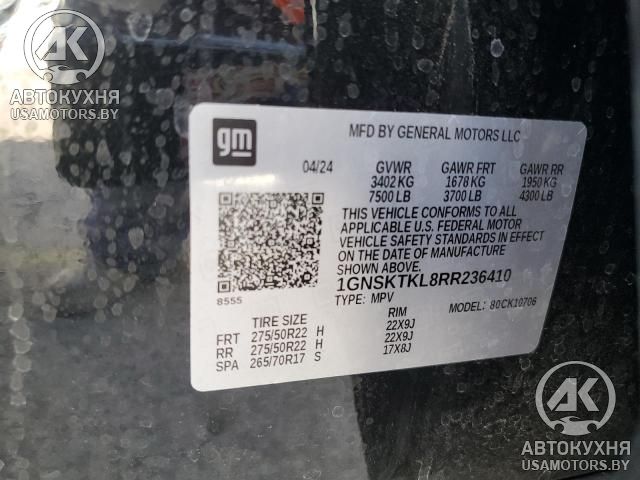 AK
АВТОКУХНЯ
USAMOTORS.BY
gm
MFD BY GENERAL MOTORS LLC
04/24 GVWR GAWR FRT GAWR RR
3402 KG 1678 KG 1950 KG
7500 LB 3700 LB 4300 LB
THIS VEHICLE CONFORMS TO ALL
APPLICABLE U.S. FEDERAL MOTOR
VEHICLE SAFETY STANDARDS IN EFFECT
ON THE DATE OF MANUFACTURE
SHOWN ABOVE.
1GNSKTKL8RR236410
8555
TYPE: MPV MODEL: 80CK10706
TIRE SIZE RIM
FRT 275/50R22 H 22X9J
RR 275/50R22 H 22X9J
SPA 265/70R17 S 17X8J
AK
АВТОКУХНЯ
USAMOTORS.BY